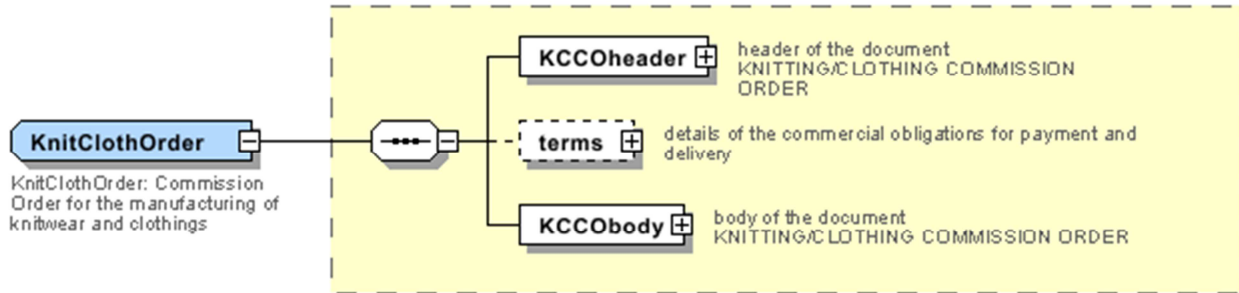 KCCOheader
header of the document
KNITTING/CLOTHING COMMISSION
ORDER
KnitClothOrder
terms
details of the commercial obligations for payment and
delivery
KnitClothOrder: Commission
Order for the manufacturing of
knitwear and clothings
KCCObody
body of the document
KNITTING/CLOTHING COMMISSION ORDER